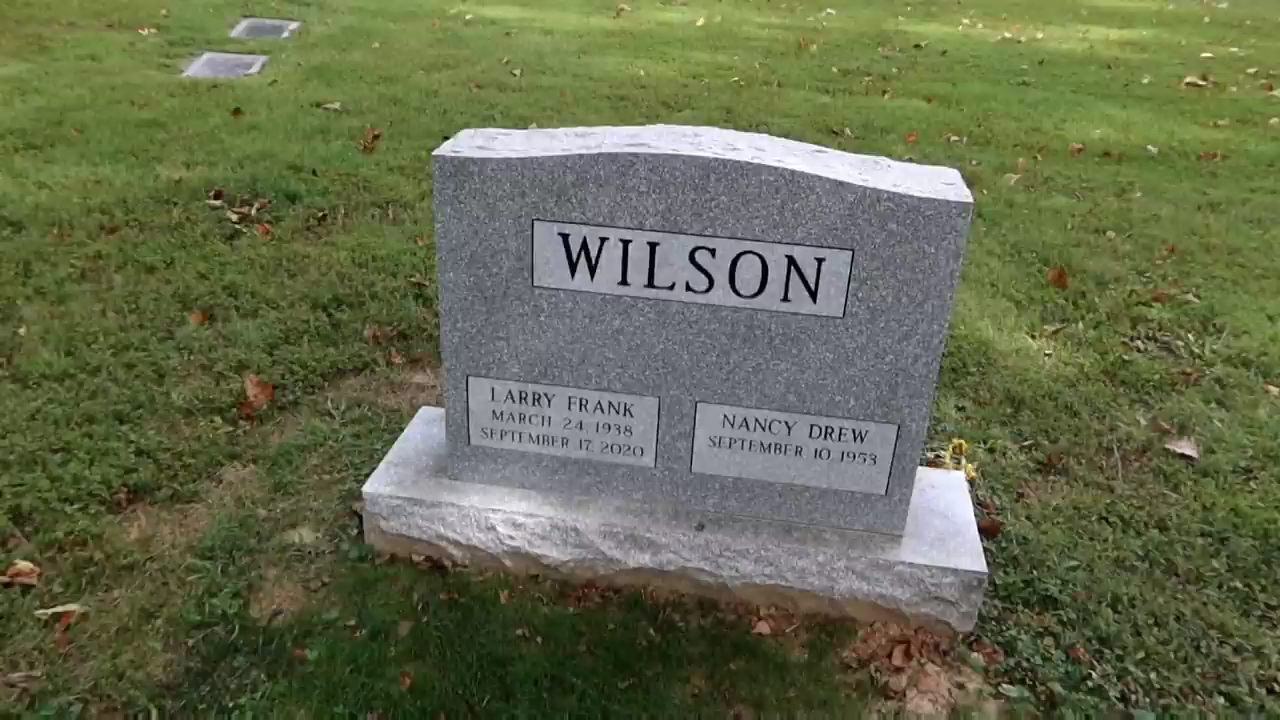 WILSON
LARRY FRANK
MARCH 24, 1938
SEPTEMBER 17, 2020
NANCY DREW
SEPTEMBER 10, 1953